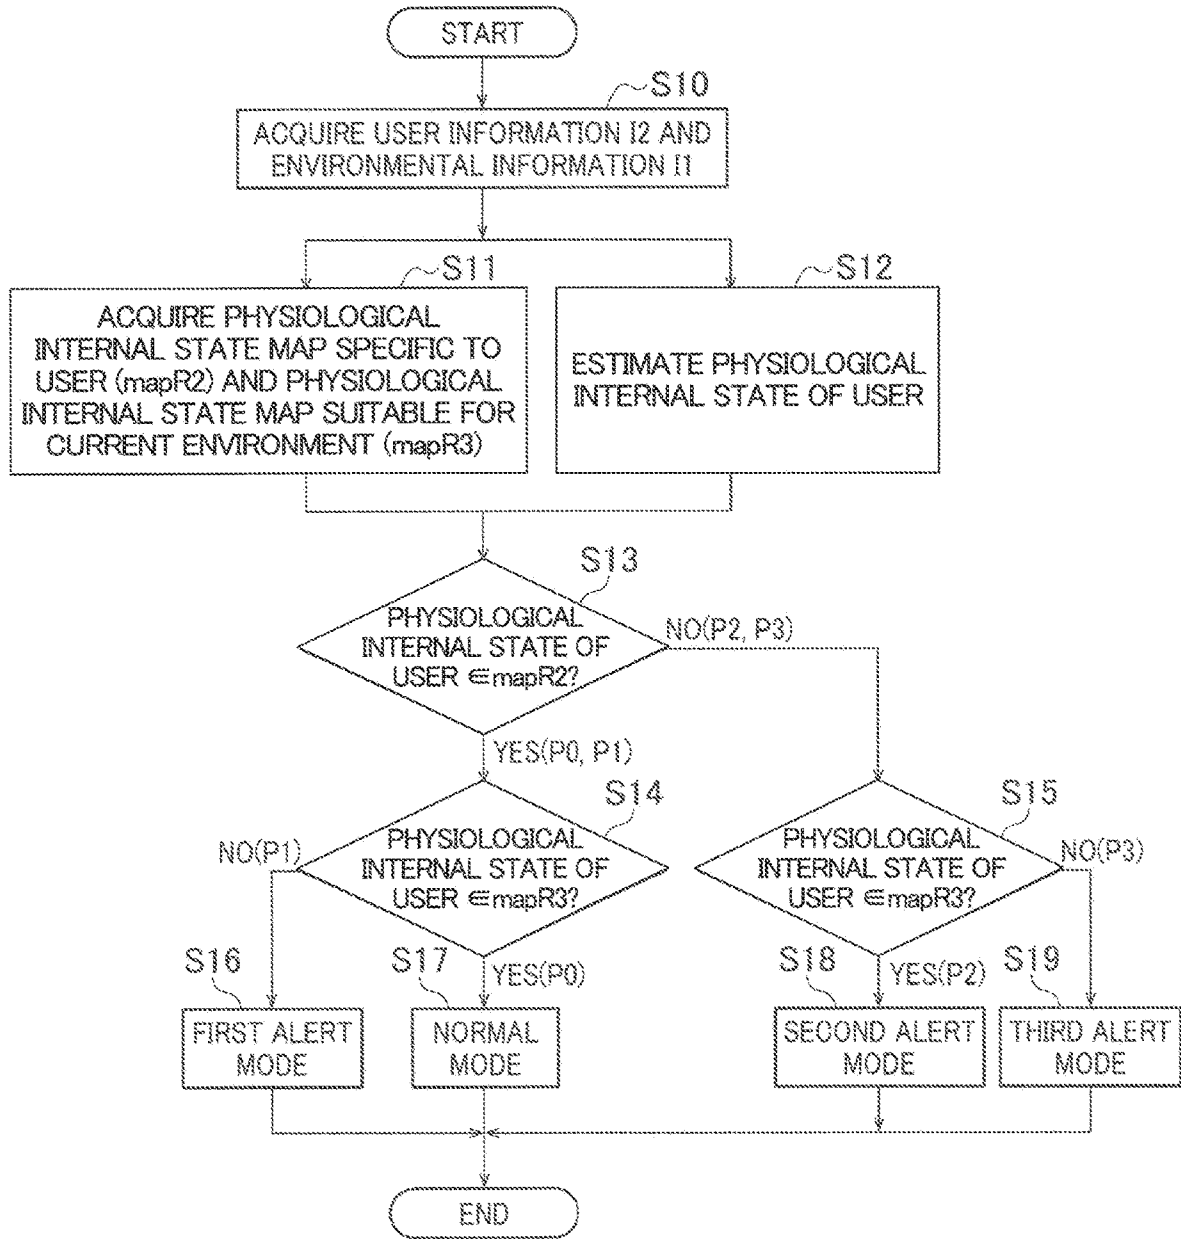 START
S10
ACQUIRE USER INFORMATION I2 AND
ENVIRONMENTAL INFORMATION I1
S11
ACQUIRE PHYSIOLOGICAL
INTERNAL STATE MAP SPECIFIC TO
USER (mapR2) AND PHYSIOLOGICAL
INTERNAL STATE MAP SUITABLE FOR
CURRENT ENVIRONMENT (mapR3)
S12
ESTIMATE PHYSIOLOGICAL
INTERNAL STATE OF USER
S13
PHYSIOLOGICAL
INTERNAL STATE OF
USER ∈mapR2?
NO(P2, P3)
YES(P0, P1)
S14
PHYSIOLOGICAL
INTERNAL STATE OF
USER ∈mapR3?
NO(P1)
YES(P0)
S15
PHYSIOLOGICAL
INTERNAL STATE OF
USER ∈mapR3?
NO(P3)
YES(P2)
S16
FIRST ALERT
MODE
S17
NORMAL
MODE
S18
SECOND ALERT
MODE
S19
THIRD ALERT
MODE
END